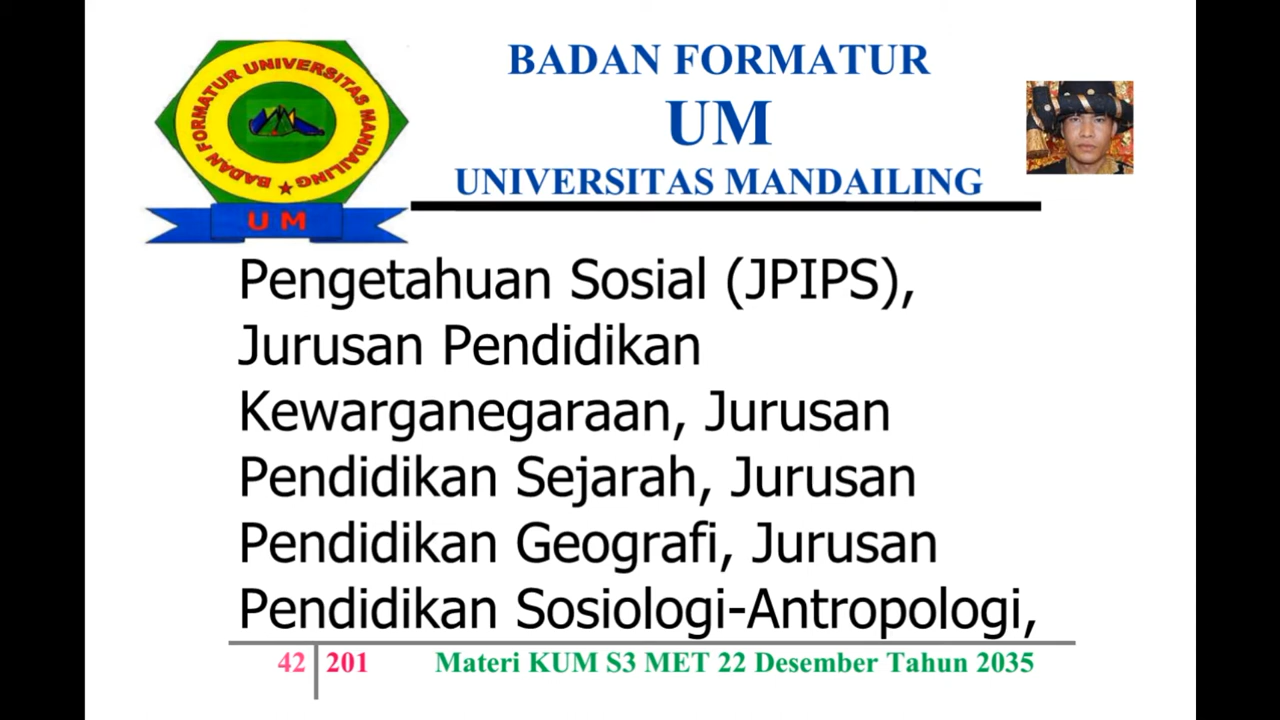 BADAN FORMATUR UNIVERSITAS MANDAILING
UM
BADAN FORMATUR
UM
UNIVERSITAS MANDAILING
Pengetahuan Sosial (JPIPS),
Jurusan Pendidikan
Kewarganegaraan, Jurusan
Pendidikan Sejarah, Jurusan
Pendidikan Geografi, Jurusan
Pendidikan Sosiologi-Antropologi,
42 201 Materi KUM S3 MET 22 Desember Tahun 2035